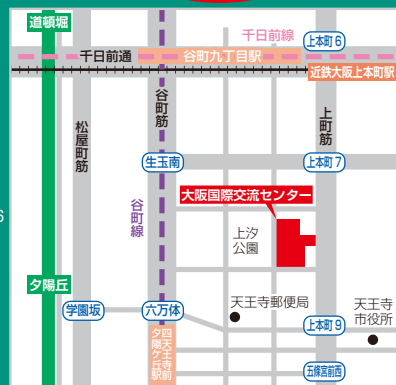 道頓堀
千日前線
上本町6
千日前通
谷町九丁目駅
近鉄大阪上本町駅
松屋町筋
谷町筋
上町筋
生玉南
上本町7
大阪国際交流センター
谷町線
上汐
公園
夕陽丘
天王寺郵便局
天王寺
市役所
学園坂
六万体
上本町9
四天王寺前
夕陽ケ丘駅
五條宮前西
6